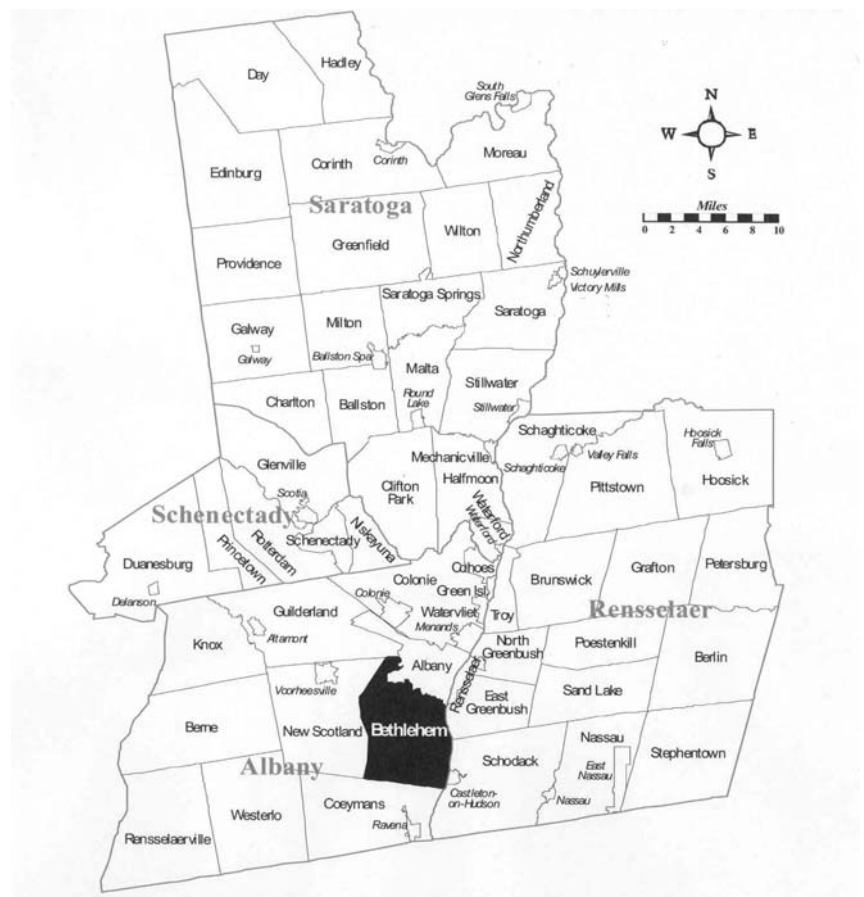 Day
Hadley
South
Glens Falls
N
W E
S
Moreau
Corinth
Corinth
Edinburg
Saratoga
Northumberland
Miles
0 2 4 6 8 10
Wilton
Greenfield
Providence
Schuylerville
Victory Mills
Saratoga Springs
Saratoga
Milton
Galway
Galway
Ballston Spa
Malta
Stillwater
Round
Lake
Stillwater
Charlton
Ballston
Schaghticoke
Hoosick
Falls
Mechanicville
Valley Falls
Schaghticoke
Glenville
Clifton
Park
Halfmoon
Pittstown
Hoosick
Scotia
Waterford
Waterford
Schenectady
Schenectady
Niskayuna
Rotterdam
Princetown
Duanesburg
Cohoes
Colonie
Brunswick
Grafton
Petersburg
Green Isl.
Colonie
Delanson
Watervliet
Troy
Rensselaer
Guilderland
Menands
Altamont
Knox
North
Greenbush
Poestenkill
Berlin
Albany
Rensselaer
Voorheesville
East
Greenbush
Sand Lake
Berne
New Scotland
Bethlehem
Nassau
Stephentown
Schodack
East
Nassau
Albany
Castleton-
on-Hudson
Nassau
Coeymans
Westerlo
Ravena
Rensselaerville